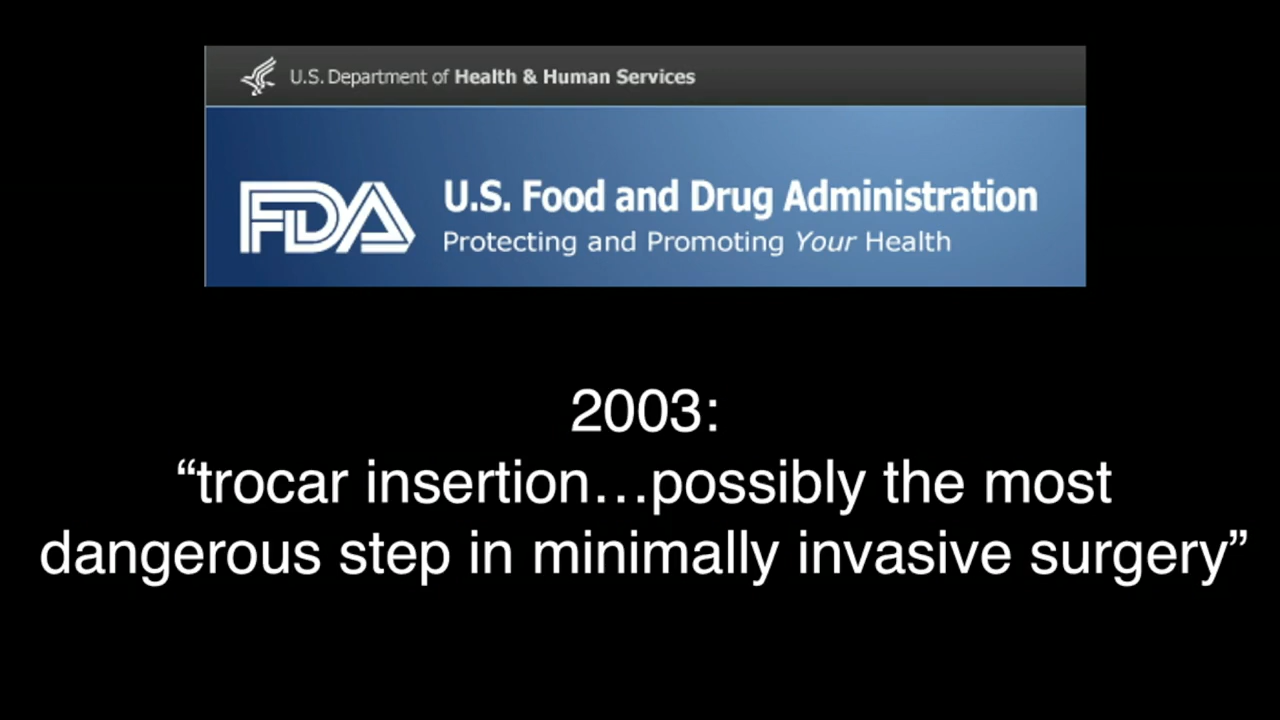 U.S. Department of Health & Human Services
FDA
U.S. Food and Drug Administration
Protecting and Promoting Your Health
2003:
“trocar insertion…possibly the most
dangerous step in minimally invasive surgery”